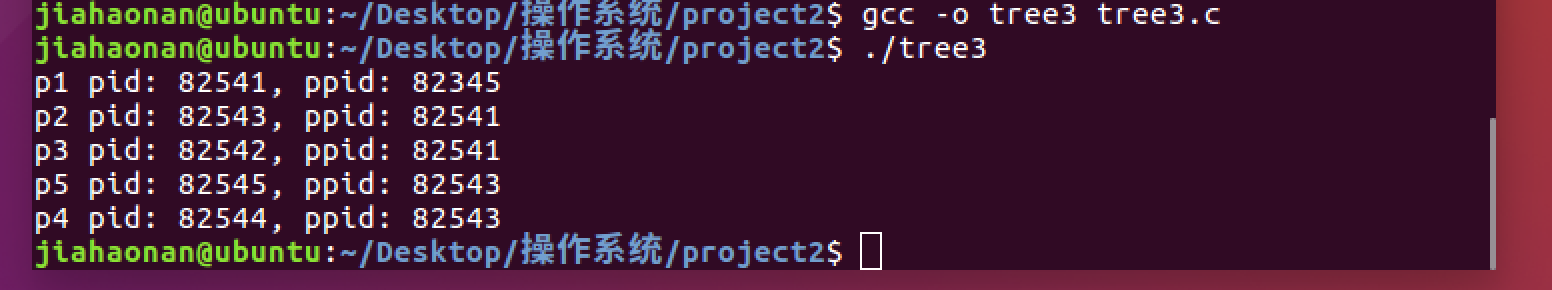 jiahaonan@ubuntu:~/Desktop/操作系统/project2$ gcc -o tree3 tree3.c
jiahaonan@ubuntu:~/Desktop/操作系统/project2$ ./tree3
p1 pid: 82541, ppid: 82345
p2 pid: 82543, ppid: 82541
p3 pid: 82542, ppid: 82541
p5 pid: 82545, ppid: 82543
p4 pid: 82544, ppid: 82543
jiahaonan@ubuntu:~/Desktop/操作系统/project2$